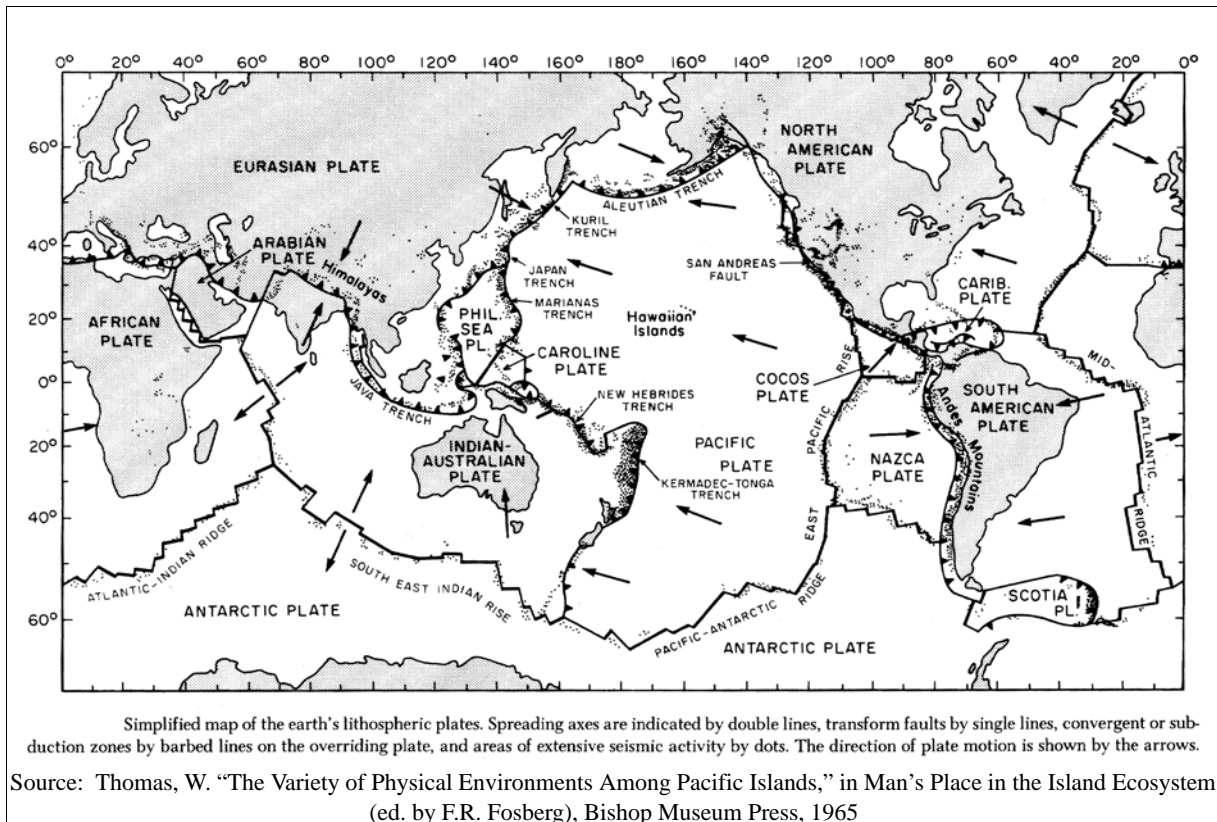 0° 20° 40° 60° 80° 100° 120° 140° 160° 180° 160° 140° 120° 100° 80° 60° 40° 20° 0°
60°
40°
20°
0°
20°
40°
60°
EURASIAN PLATE
ARABIAN
PLATE
Himalayas
AFRICAN
PLATE
JAVA TRENCH
PHIL.
SEA
PL.
CAROLINE
PLATE
KURIL
TRENCH
JAPAN
TRENCH
MARIANAS
TRENCH
ALEUTIAN TRENCH
NORTH
AMERICAN
PLATE
SAN ANDREAS
FAULT
Hawaiian
Islands
CARIB.
PLATE
COCOS
PLATE
NEW HEBRIDES
TRENCH
INDIAN-
AUSTRALIAN
PLATE
PACIFIC
PLATE
KERMADEC-TONGA
TRENCH
EAST PACIFIC RISE
NAZCA
PLATE
Andes Mountains
SOUTH
AMERICAN
PLATE
MID-ATLANTIC RIDGE
ATLANTIC-INDIAN RIDGE
SOUTH EAST INDIAN RISE
PACIFIC-ANTARCTIC RIDGE
SCOTIA
PL.
ANTARCTIC PLATE
ANTARCTIC PLATE
Simplified map of the earth's lithospheric plates. Spreading axes are indicated by double lines, transform faults by single lines, convergent or sub-
duction zones by barbed lines on the overriding plate, and areas of extensive seismic activity by dots. The direction of plate motion is shown by the arrows.
Source: Thomas, W. “The Variety of Physical Environments Among Pacific Islands,” in Man’s Place in the Island Ecosystem
(ed. by F.R. Fosberg), Bishop Museum Press, 1965